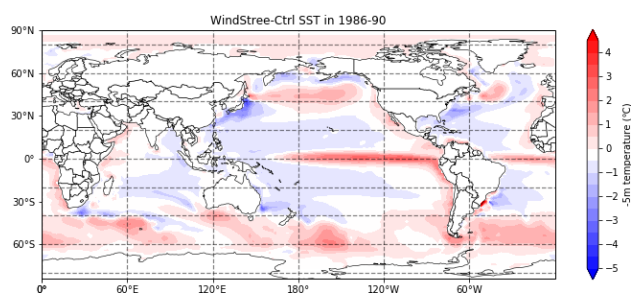 WindStree-Ctrl SST in 1986-90
90°N
60°N
30°N
0°
30°S
60°S
0° 60°E 120°E 180° 120°W 60°W
4
3
2
1
0
−1
−2
−3
−4
−5
-5m temperature (℃)